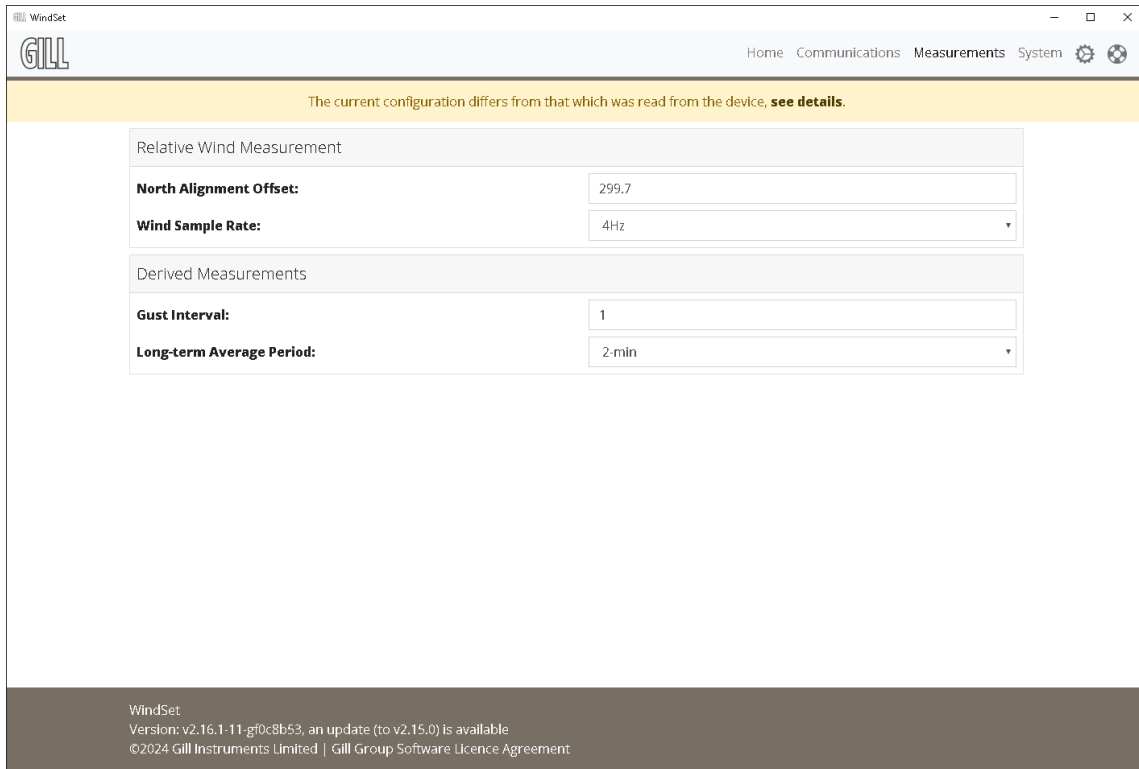 GILL WindSet
GILL
Home Communications Measurements System
The current configuration differs from that which was read from the device, see details.
Relative Wind Measurement
North Alignment Offset: 299.7
Wind Sample Rate: 4Hz
Derived Measurements
Gust Interval: 1
Long-term Average Period: 2-min
WindSet
Version: v2.16.1-11-gf0c8b53, an update (to v2.15.0) is available
©2024 Gill Instruments Limited | Gill Group Software Licence Agreement